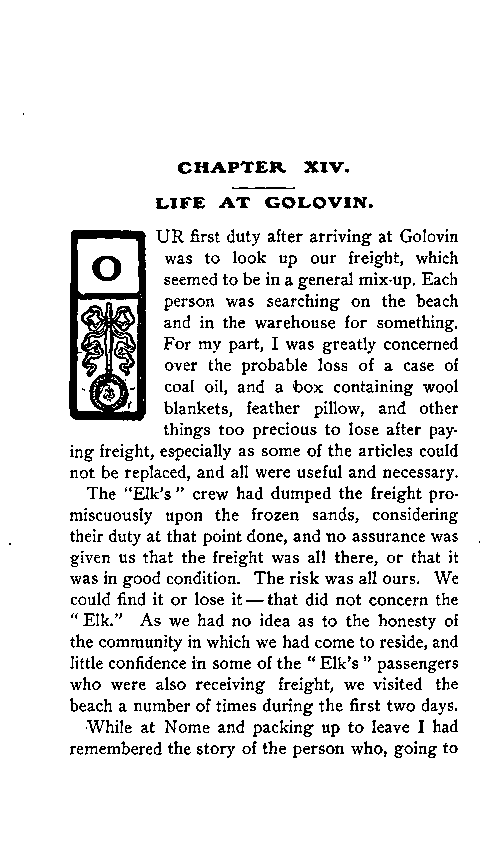 CHAPTER XIV.
LIFE AT GOLOVIN.
OUR first duty after arriving at Golovin
was to look up our freight, which
seemed to be in a general mix-up. Each
person was searching on the beach
and in the warehouse for something.
For my part, I was greatly concerned
over the probable loss of a case of
coal oil, and a box containing wool
blankets, feather pillow, and other
things too precious to lose after pay-
ing freight, especially as some of the articles could
not be replaced, and all were useful and necessary.
The "Elk's" crew had dumped the freight pro-
miscuously upon the frozen sands, considering
their duty at that point done, and no assurance was
given us that the freight was all there, or that it
was in good condition. The risk was all ours. We
could find it or lose it — that did not concern the
"Elk." As we had no idea as to the honesty of
the community in which we had come to reside, and
little confidence in some of the "Elk's" passengers
who were also receiving freight, we visited the
beach a number of times during the first two days.
While at Nome and packing up to leave I had
remembered the story of the person who, going to